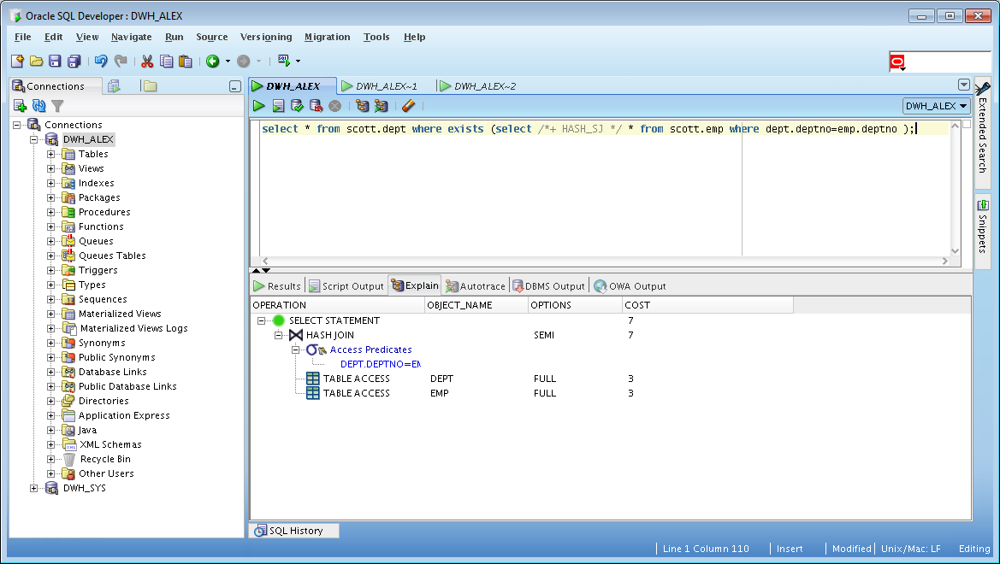 Oracle SQL Developer : DWH_ALEX
File Edit View Navigate Run Source Versioning Migration Tools Help
Connections
DWH_ALEX DWH_ALEX~1 DWH_ALEX~2
DWH_ALEX
Connections
DWH_ALEX
Tables
Views
Indexes
Packages
Procedures
Functions
Queues
Queues Tables
Triggers
Types
Sequences
Materialized Views
Materialized Views Logs
Synonyms
Public Synonyms
Database Links
Public Database Links
Directories
Application Express
Java
XML Schemas
Recycle Bin
Other Users
DWH_SYS
select * from scott.dept where exists (select /*+ HASH_SJ */ * from scott.emp where dept.deptno=emp.deptno );
Results Script Output Explain Autotrace DBMS Output OWA Output
OPERATION OBJECT_NAME OPTIONS COST
SELECT STATEMENT 7
HASH JOIN SEMI 7
Access Predicates
DEPT.DEPTNO=EM
TABLE ACCESS DEPT FULL 3
TABLE ACCESS EMP FULL 3
SQL History
Extended Search
Snippets
Line 1 Column 110 Insert Modified Unix/Mac: LF Editing